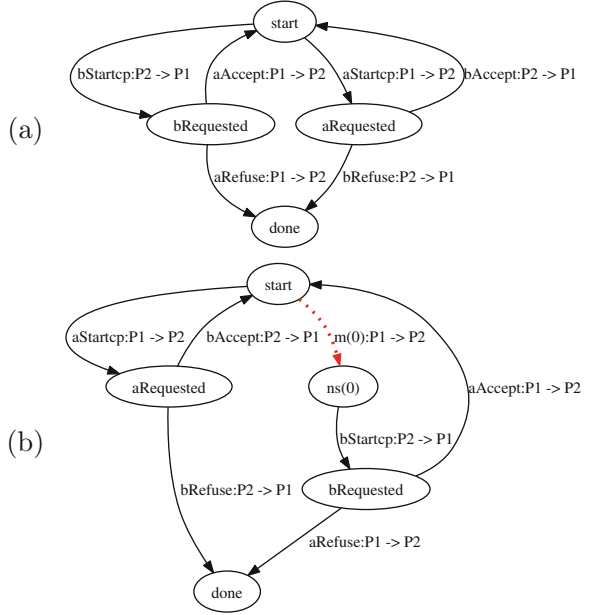 start
bStartcp:P2 -> P1
aAccept:P1 -> P2
aStartcp:P1 -> P2
bAccept:P2 -> P1
(a)
bRequested
aRequested
aRefuse:P1 -> P2
bRefuse:P2 -> P1
done
start
aStartcp:P1 -> P2
bAccept:P2 -> P1
m(0):P1 -> P2
aRequested
ns(0)
aAccept:P1 -> P2
(b)
bStartcp:P2 -> P1
bRefuse:P2 -> P1
bRequested
aRefuse:P1 -> P2
done